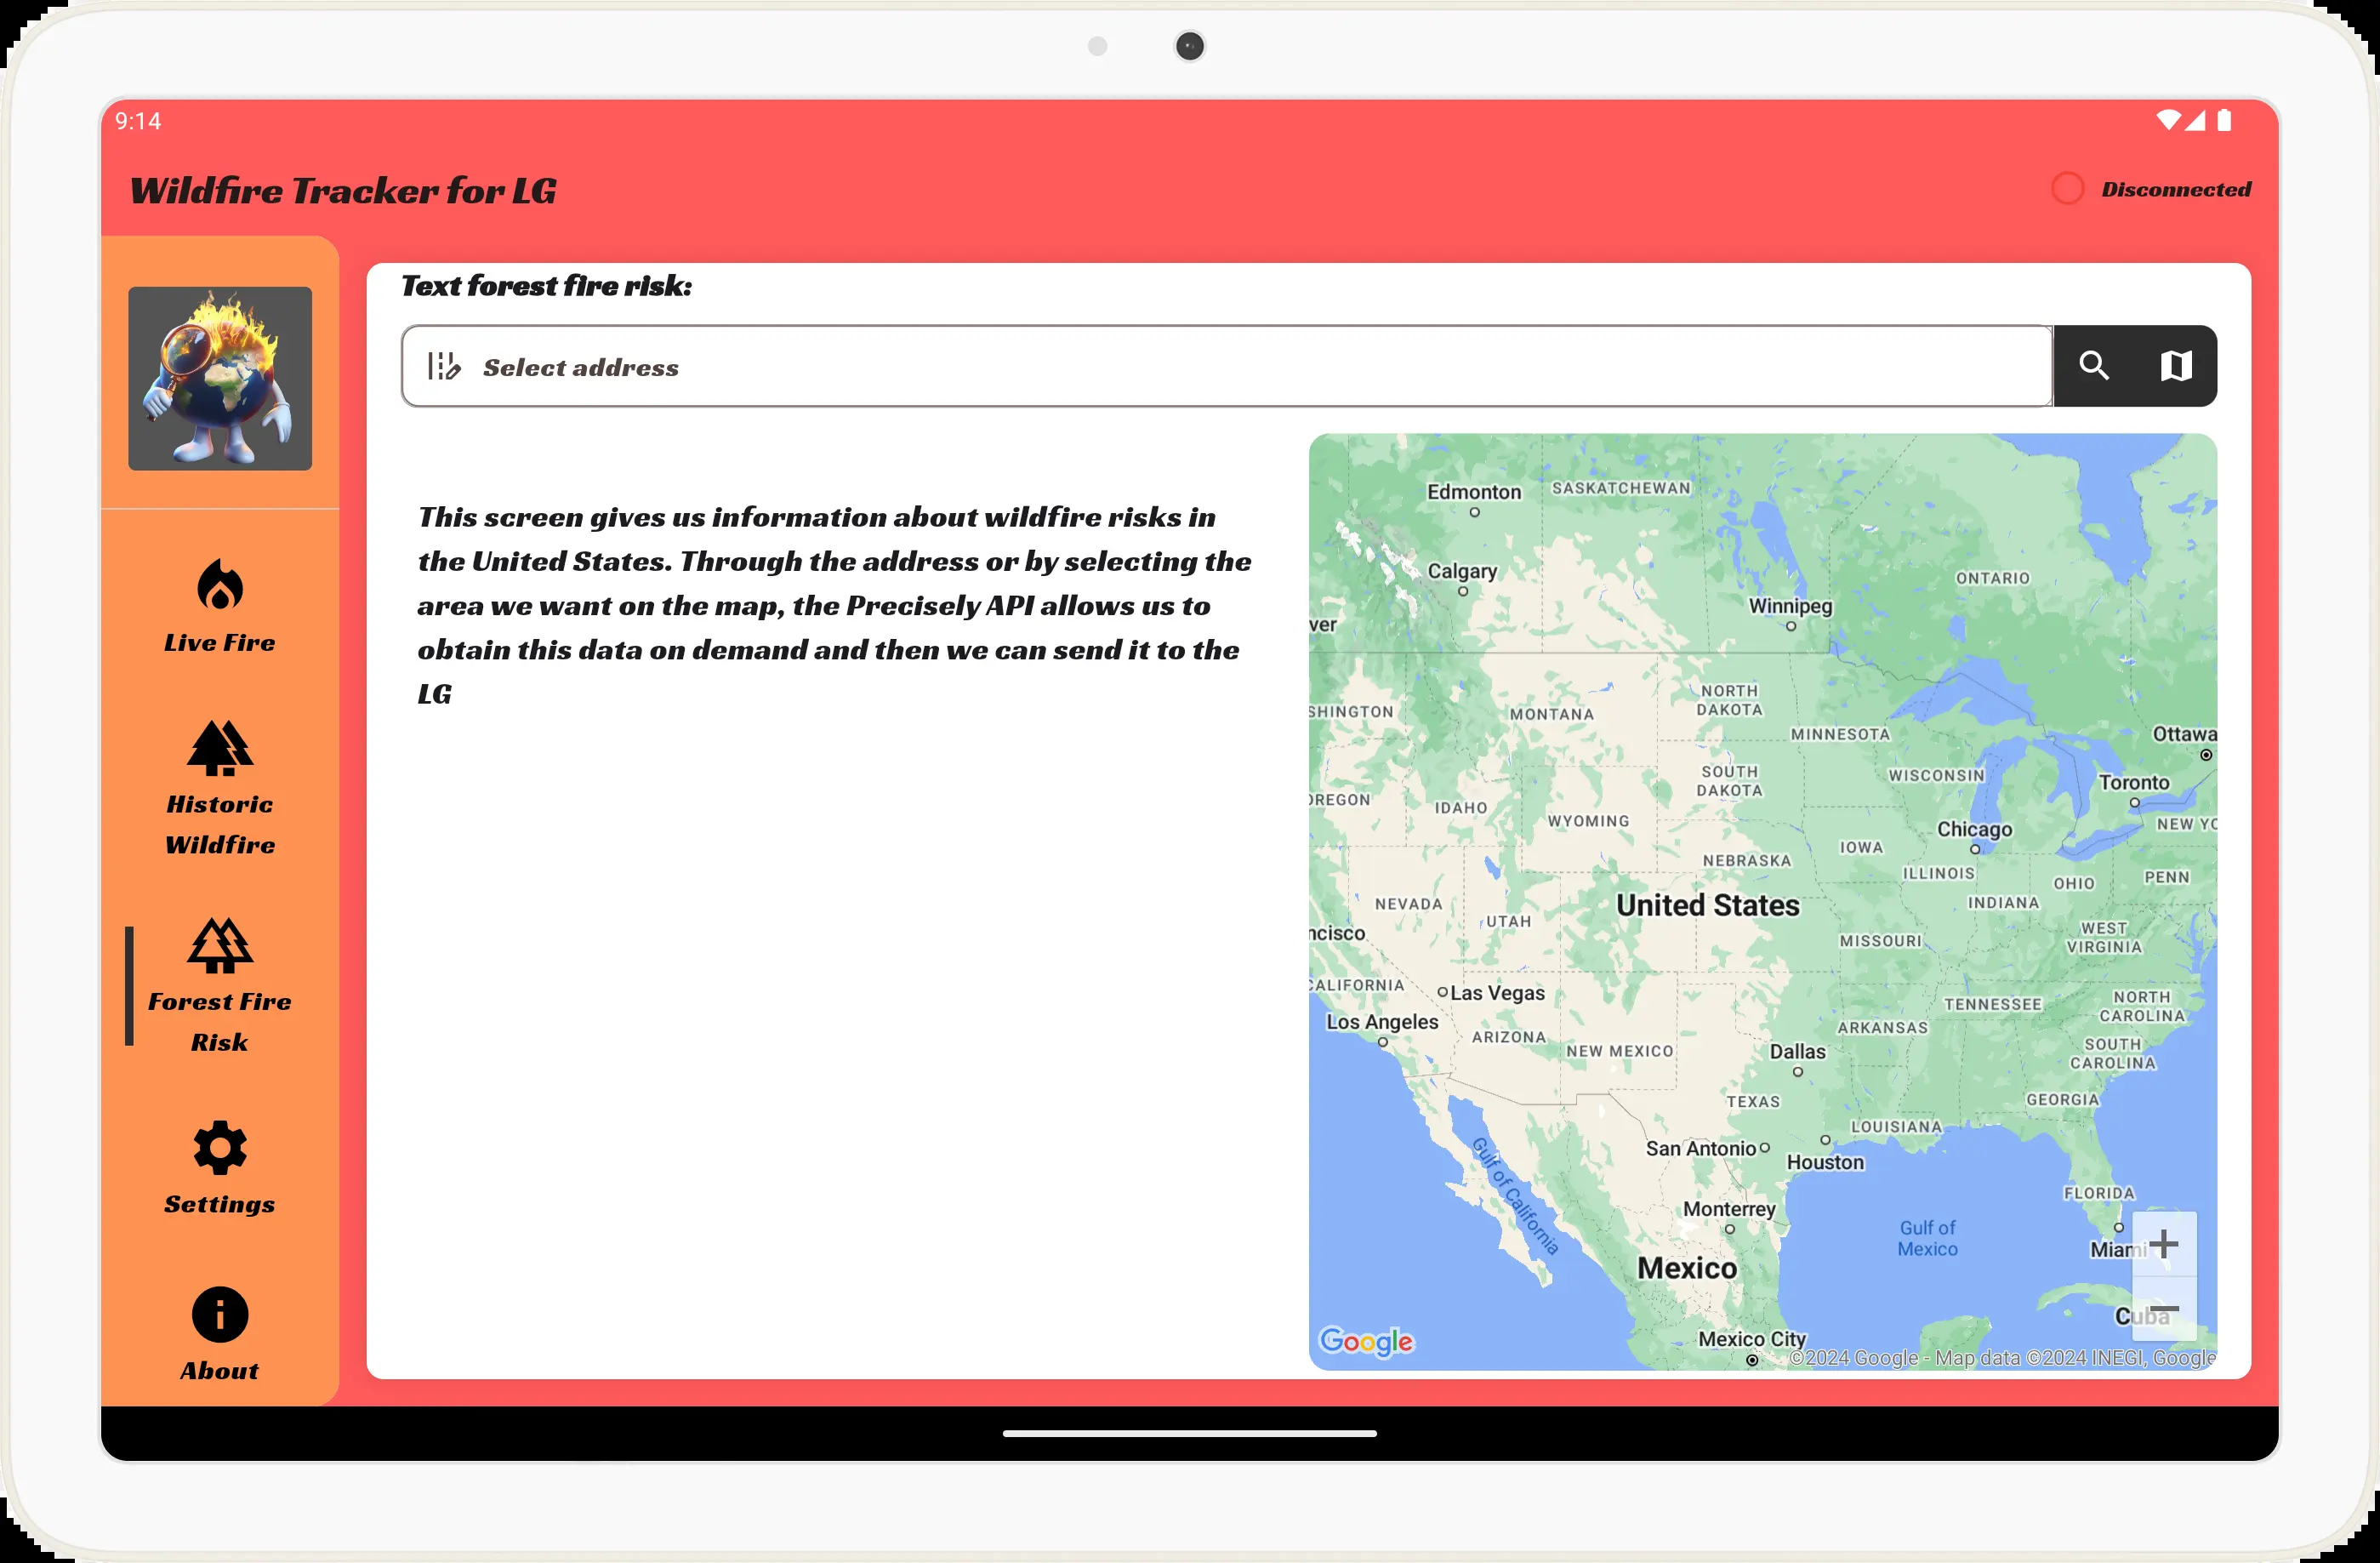 9:14
Wildfire Tracker for LG
Disconnected
Live Fire
Historic
Wildfire
Forest Fire
Risk
Settings
About
Text forest fire risk:
Select address
This screen gives us information about wildfire risks in
the United States. Through the address or by selecting the
area we want on the map, the Precisely API allows us to
obtain this data on demand and then we can send it to the
LG
Edmonton
SASKATCHEWAN
Calgary
ONTARIO
Winnipeg
ver
NORTH
DAKOTA
SHINGTON
MONTANA
MINNESOTA
Ottawa
SOUTH
DAKOTA
WISCONSIN
Toronto
OREGON
IDAHO
WYOMING
NEW YO
Chicago
IOWA
NEBRASKA
ILLINOIS
OHIO
PENN
NEVADA
United States
INDIANA
UTAH
WEST
VIRGINIA
ncisco
MISSOURI
CALIFORNIA
Las Vegas
TENNESSEE
NORTH
CAROLINA
Los Angeles
ARIZONA
ARKANSAS
NEW MEXICO
Dallas
SOUTH
CAROLINA
TEXAS
GEORGIA
LOUISIANA
San Antonio
Houston
Gulf of California
FLORIDA
Monterrey
Gulf of
Mexico
Miami
Mexico
Cuba
Google
Mexico City
©2024 Google - Map data ©2024 INEGI, Google